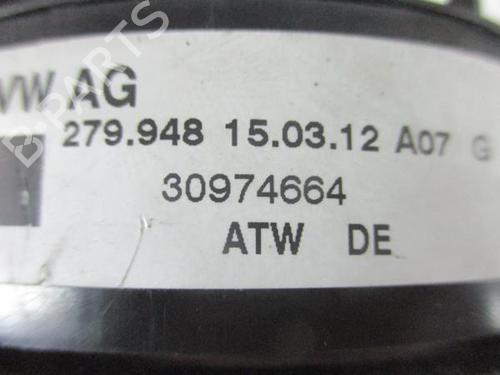 VW AG
279.948 15.03.12 A07 G
30974664
ATW DE
B-PARTS